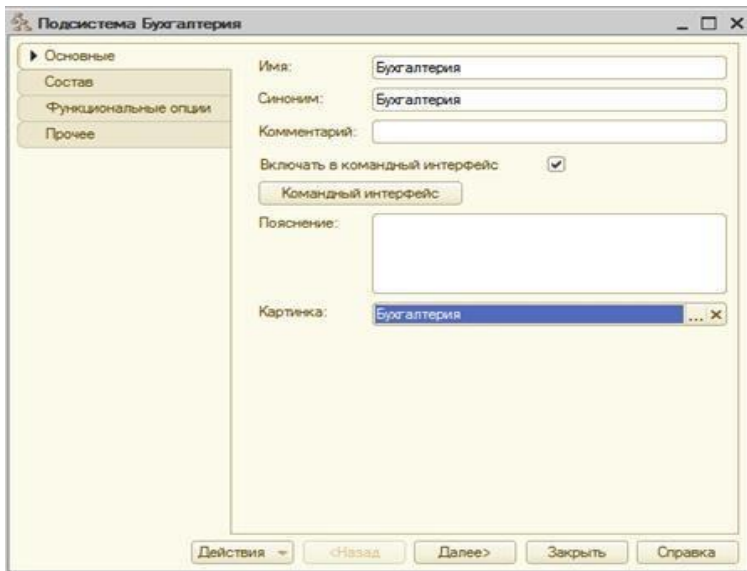 Подсистема Бухгалтерия
Основные
Состав
Функциональные опции
Прочее
Имя: Бухгалтерия
Синоним: Бухгалтерия
Комментарий:
Включать в командный интерфейс
Командный интерфейс
Пояснение:
Картинка: Бухгалтерия ...
Действия <Назад Далее> Закрыть Справка